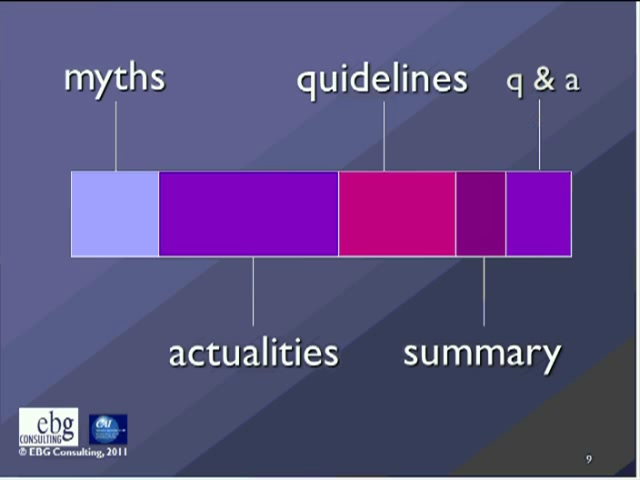 myths
quidelines
q & a
actualities
summary
ebg
CONSULTING
© EBG Consulting, 2011
9